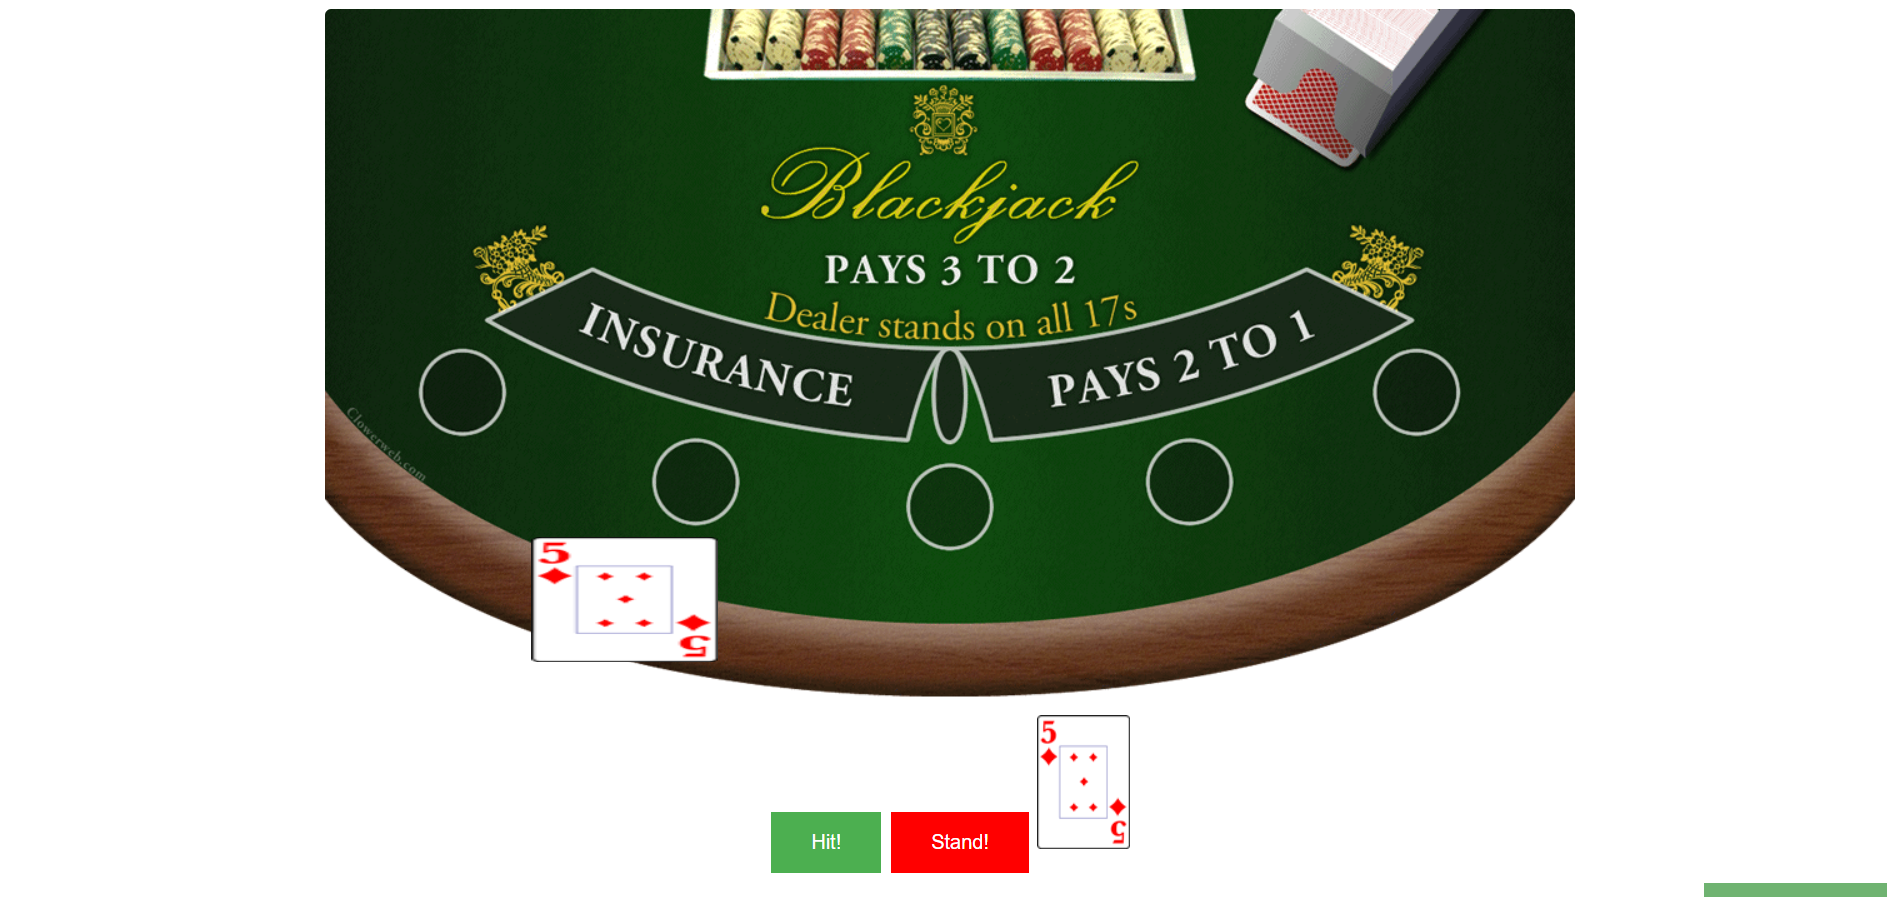 Blackjack
PAYS 3 TO 2
Dealer stands on all 17s
INSURANCE
PAYS 2 TO 1
Clowerweb.com
5
5
5
5
Hit!
Stand!